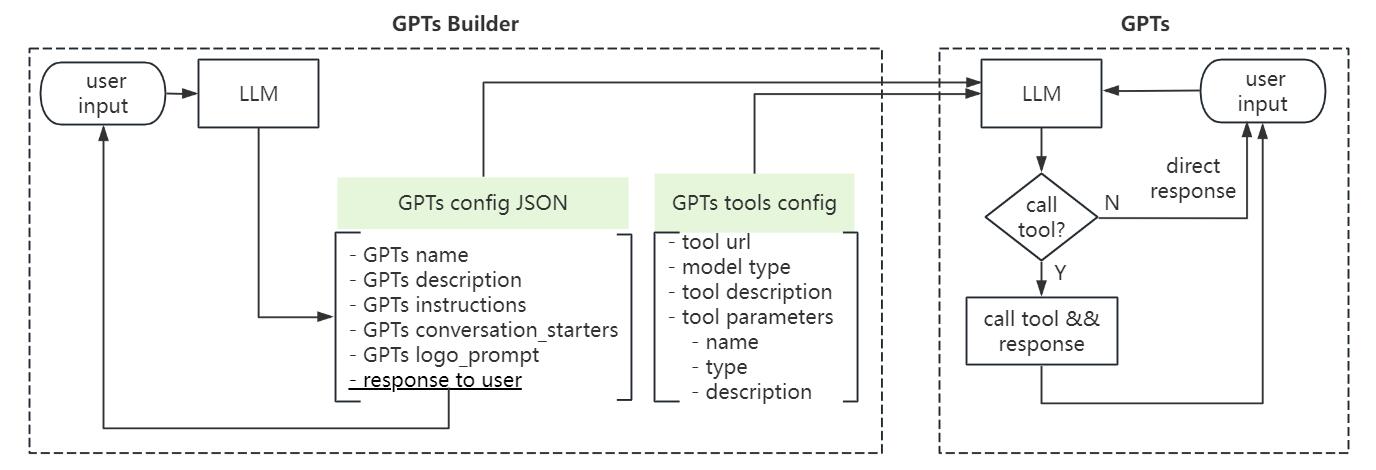 GPTs Builder
user
input
LLM
GPTs config JSON
- GPTs name
- GPTs description
- GPTs instructions
- GPTs conversation_starters
- GPTs logo_prompt
- response to user
GPTs tools config
- tool url
- model type
- tool description
- tool parameters
- name
- type
- description
GPTs
LLM
user
input
direct
response
call
tool?
N
Y
call tool &&
response